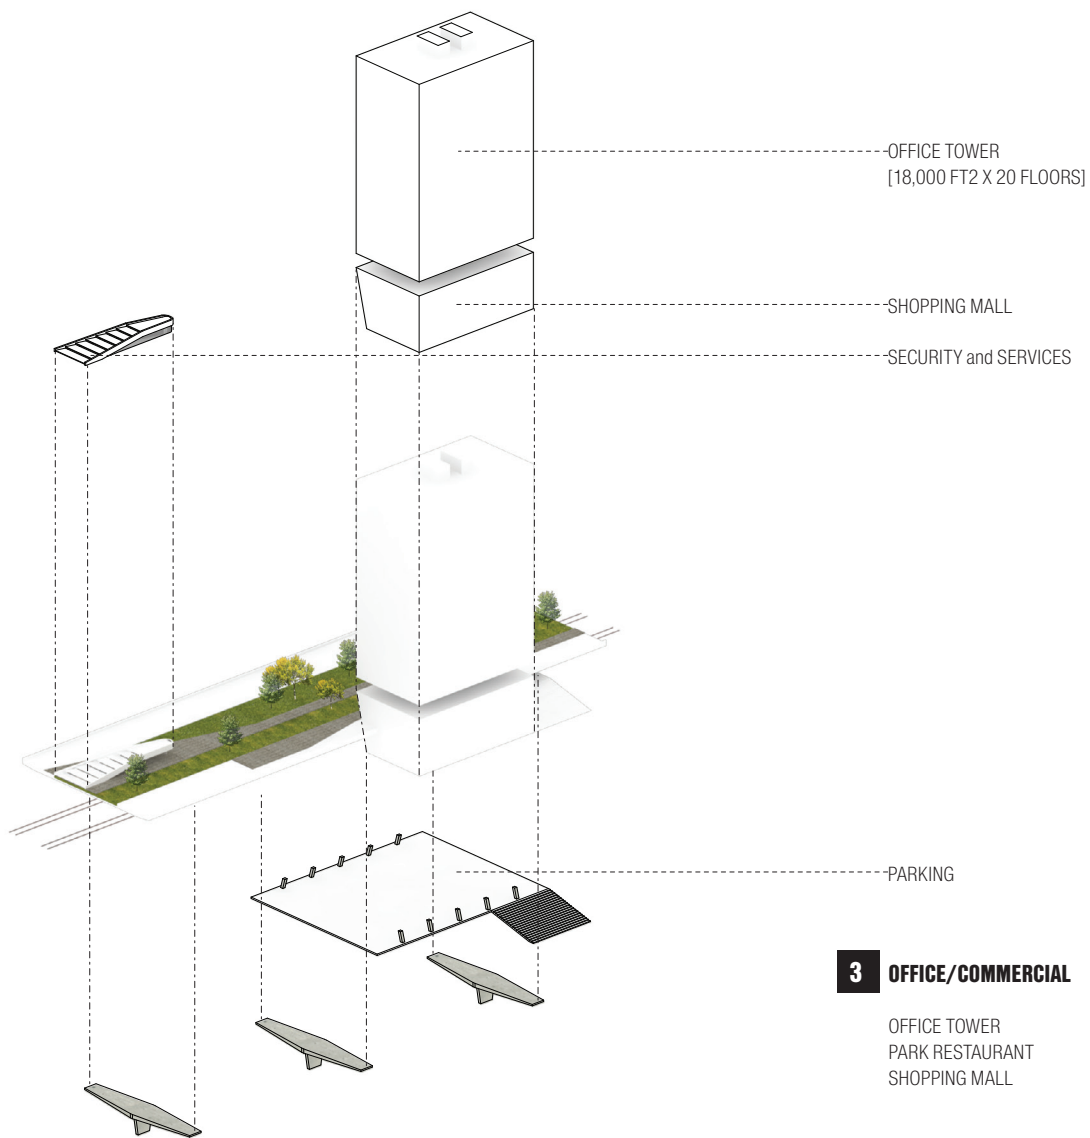 OFFICE TOWER
[18,000 FT2 X 20 FLOORS]
SHOPPING MALL
SECURITY and SERVICES
PARKING
3 OFFICE/COMMERCIAL
OFFICE TOWER
PARK RESTAURANT
SHOPPING MALL